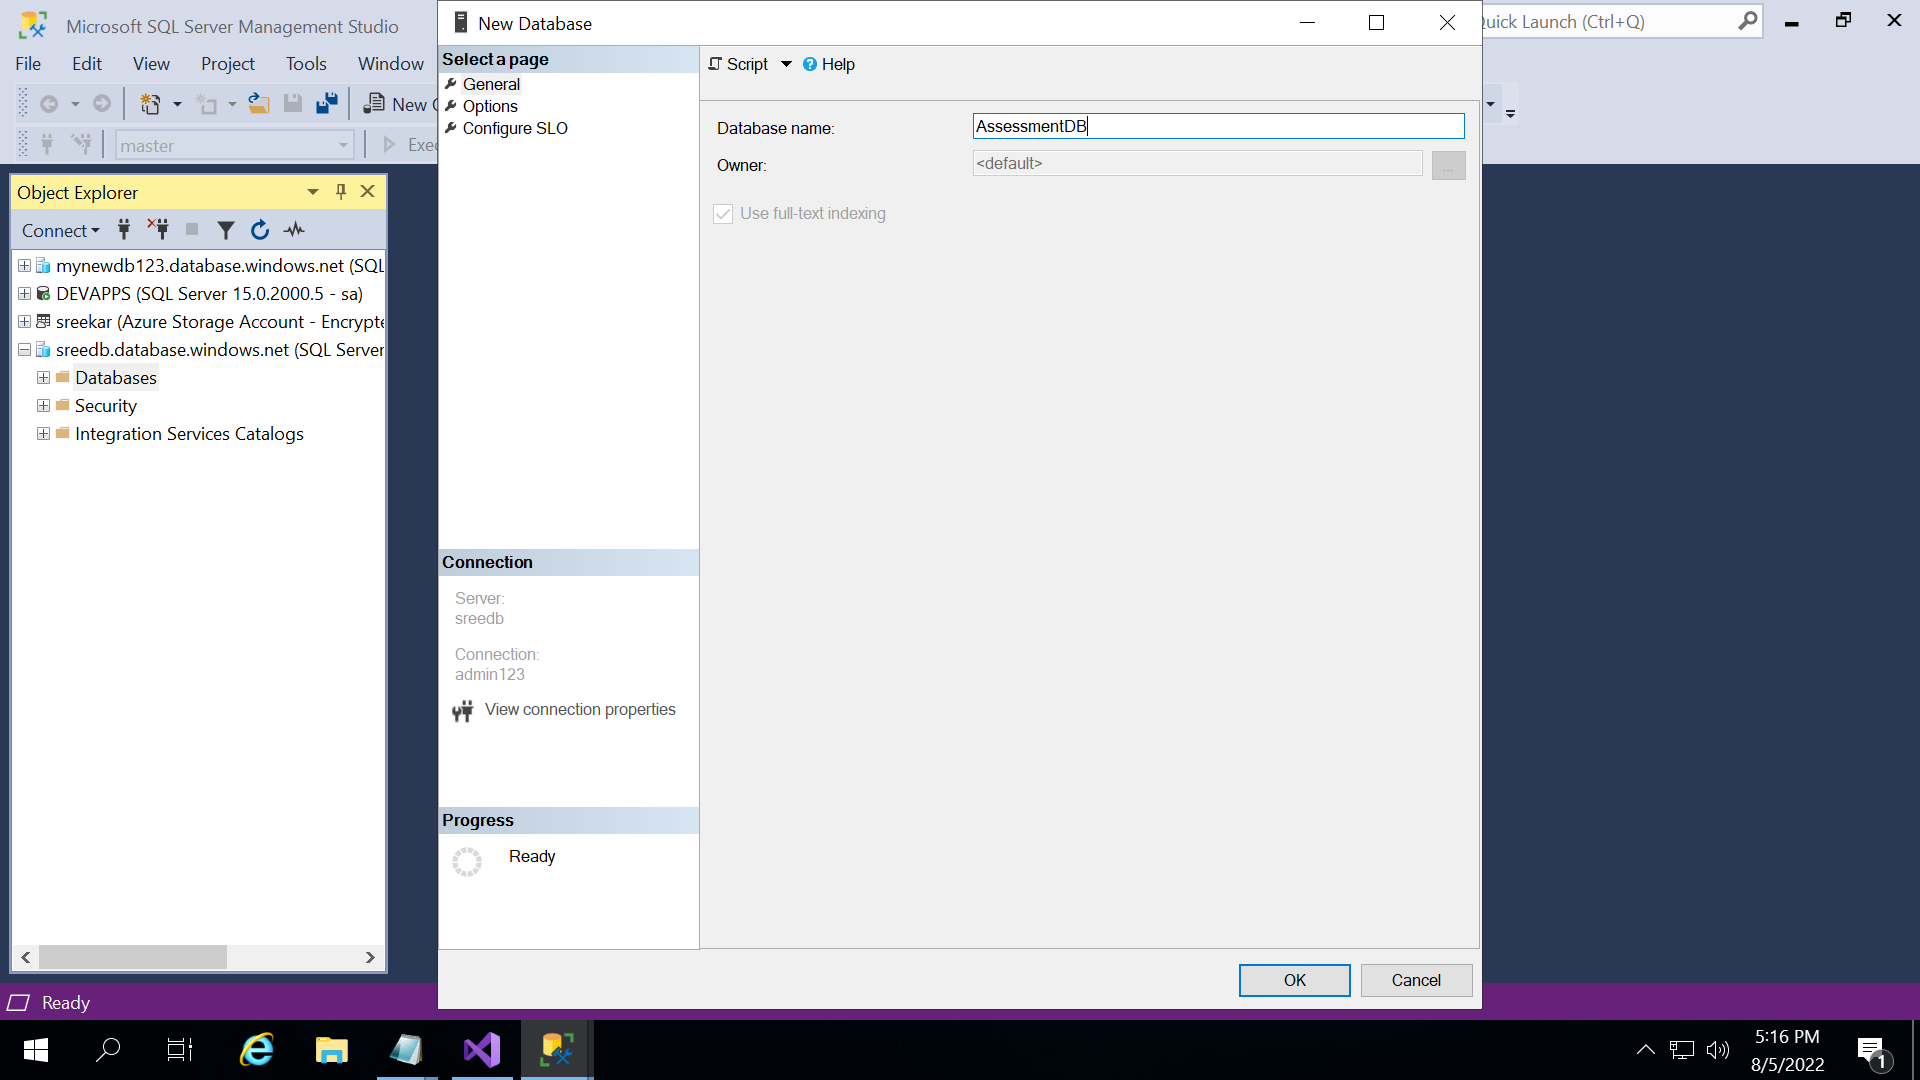 Microsoft SQL Server Management Studio
New Database
Quick Launch (Ctrl+Q)
File Edit View Project Tools Window
New
master
Exec
Object Explorer
Connect
mynewdb123.database.windows.net (SQL
DEVAPPS (SQL Server 15.0.2000.5 - sa)
sreekar (Azure Storage Account - Encrypte
sreedb.database.windows.net (SQL Server
Databases
Security
Integration Services Catalogs
Select a page
General
Options
Configure SLO
Connection
Server:
sreedb
Connection:
admin123
View connection properties
Progress
Ready
Script Help
Database name: AssessmentDB
Owner: <default> ...
Use full-text indexing
OK Cancel
Ready
5:16 PM
8/5/2022
1